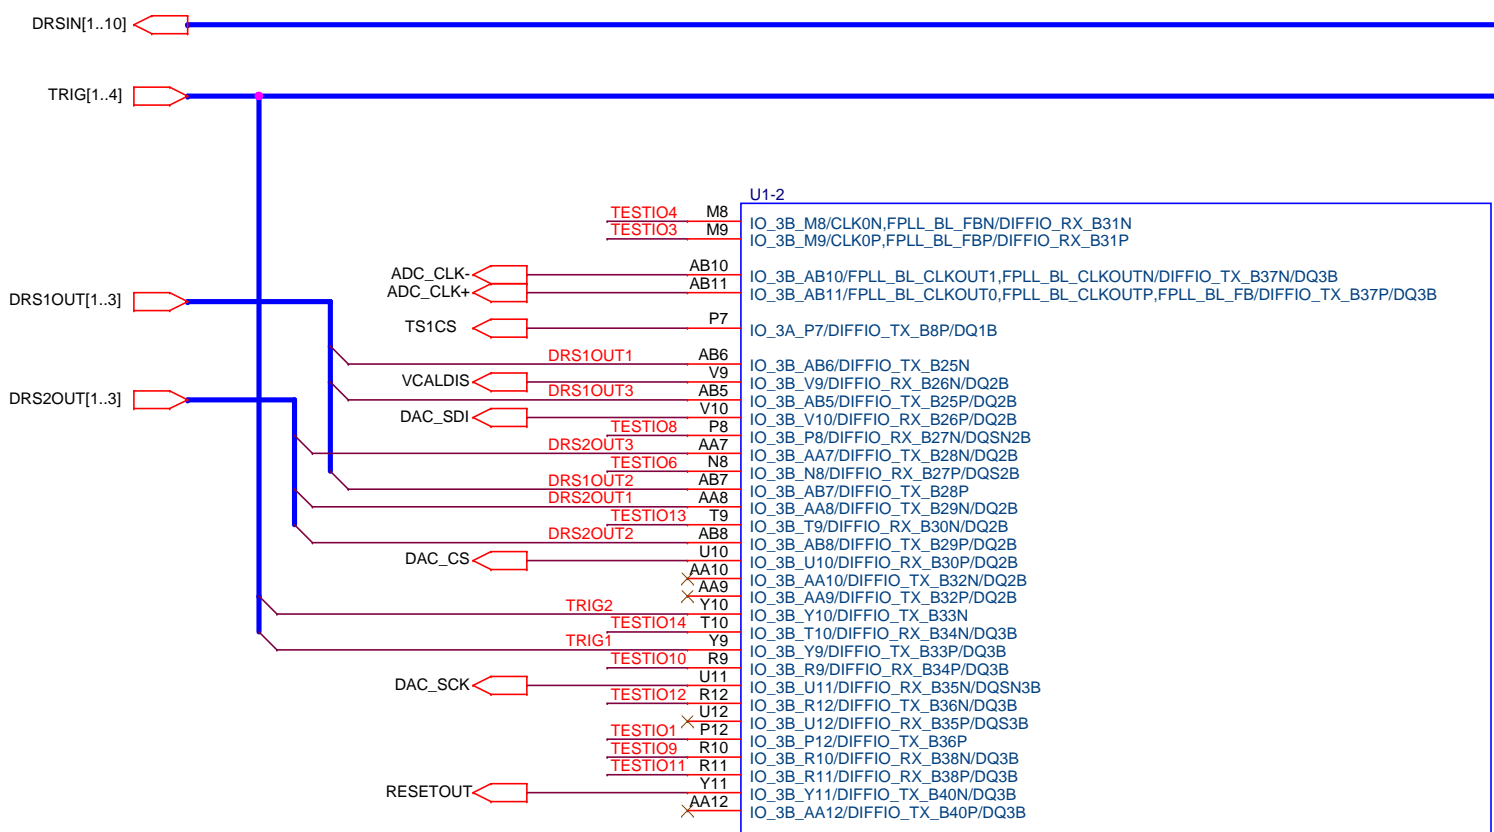 DRSIN[1..10]
TRIG[1..4]
U1-2
TESTIO4 M8 IO_3B_M8/CLK0N,FPLL_BL_FBN/DIFFIO_RX_B31N
TESTIO3 M9 IO_3B_M9/CLK0P,FPLL_BL_FBP/DIFFIO_RX_B31P
ADC_CLK- AB10 IO_3B_AB10/FPLL_BL_CLKOUT1,FPLL_BL_CLKOUTN/DIFFIO_TX_B37N/DQ3B
ADC_CLK+ AB11 IO_3B_AB11/FPLL_BL_CLKOUT0,FPLL_BL_CLKOUTP,FPLL_BL_FB/DIFFIO_TX_B37P/DQ3B
DRS1OUT[1..3]
TS1CS P7 IO_3A_P7/DIFFIO_TX_B8P/DQ1B
DRS1OUT1 AB6 IO_3B_AB6/DIFFIO_TX_B25N
VCALDIS V9 IO_3B_V9/DIFFIO_RX_B26N/DQ2B
DRS2OUT[1..3] DRS1OUT3 AB5 IO_3B_AB5/DIFFIO_TX_B25P/DQ2B
DAC_SDI V10 IO_3B_V10/DIFFIO_RX_B26P/DQ2B
TESTIO8 P8 IO_3B_P8/DIFFIO_RX_B27N/DQSN2B
DRS2OUT3 AA7 IO_3B_AA7/DIFFIO_TX_B28N/DQ2B
TESTIO6 N8 IO_3B_N8/DIFFIO_RX_B27P/DQS2B
DRS1OUT2 AB7 IO_3B_AB7/DIFFIO_TX_B28P
DRS2OUT1 AA8 IO_3B_AA8/DIFFIO_TX_B29N/DQ2B
TESTIO13 T9 IO_3B_T9/DIFFIO_RX_B30N/DQ2B
DRS2OUT2 AB8 IO_3B_AB8/DIFFIO_TX_B29P/DQ2B
DAC_CS U10 IO_3B_U10/DIFFIO_RX_B30P/DQ2B
AA10 IO_3B_AA10/DIFFIO_TX_B32N/DQ2B
AA9 IO_3B_AA9/DIFFIO_TX_B32P/DQ2B
TRIG2 Y10 IO_3B_Y10/DIFFIO_TX_B33N
TESTIO14 T10 IO_3B_T10/DIFFIO_RX_B34N/DQ3B
TRIG1 Y9 IO_3B_Y9/DIFFIO_TX_B33P/DQ3B
TESTIO10 R9 IO_3B_R9/DIFFIO_RX_B34P/DQ3B
DAC_SCK U11 IO_3B_U11/DIFFIO_RX_B35N/DQSN3B
TESTIO12 R12 IO_3B_R12/DIFFIO_TX_B36N/DQ3B
U12 IO_3B_U12/DIFFIO_RX_B35P/DQS3B
TESTIO1 P12 IO_3B_P12/DIFFIO_TX_B36P
TESTIO9 R10 IO_3B_R10/DIFFIO_RX_B38N/DQ3B
TESTIO11 R11 IO_3B_R11/DIFFIO_RX_B38P/DQ3B
RESETOUT Y11 IO_3B_Y11/DIFFIO_TX_B40N/DQ3B
AA12 IO_3B_AA12/DIFFIO_TX_B40P/DQ3B